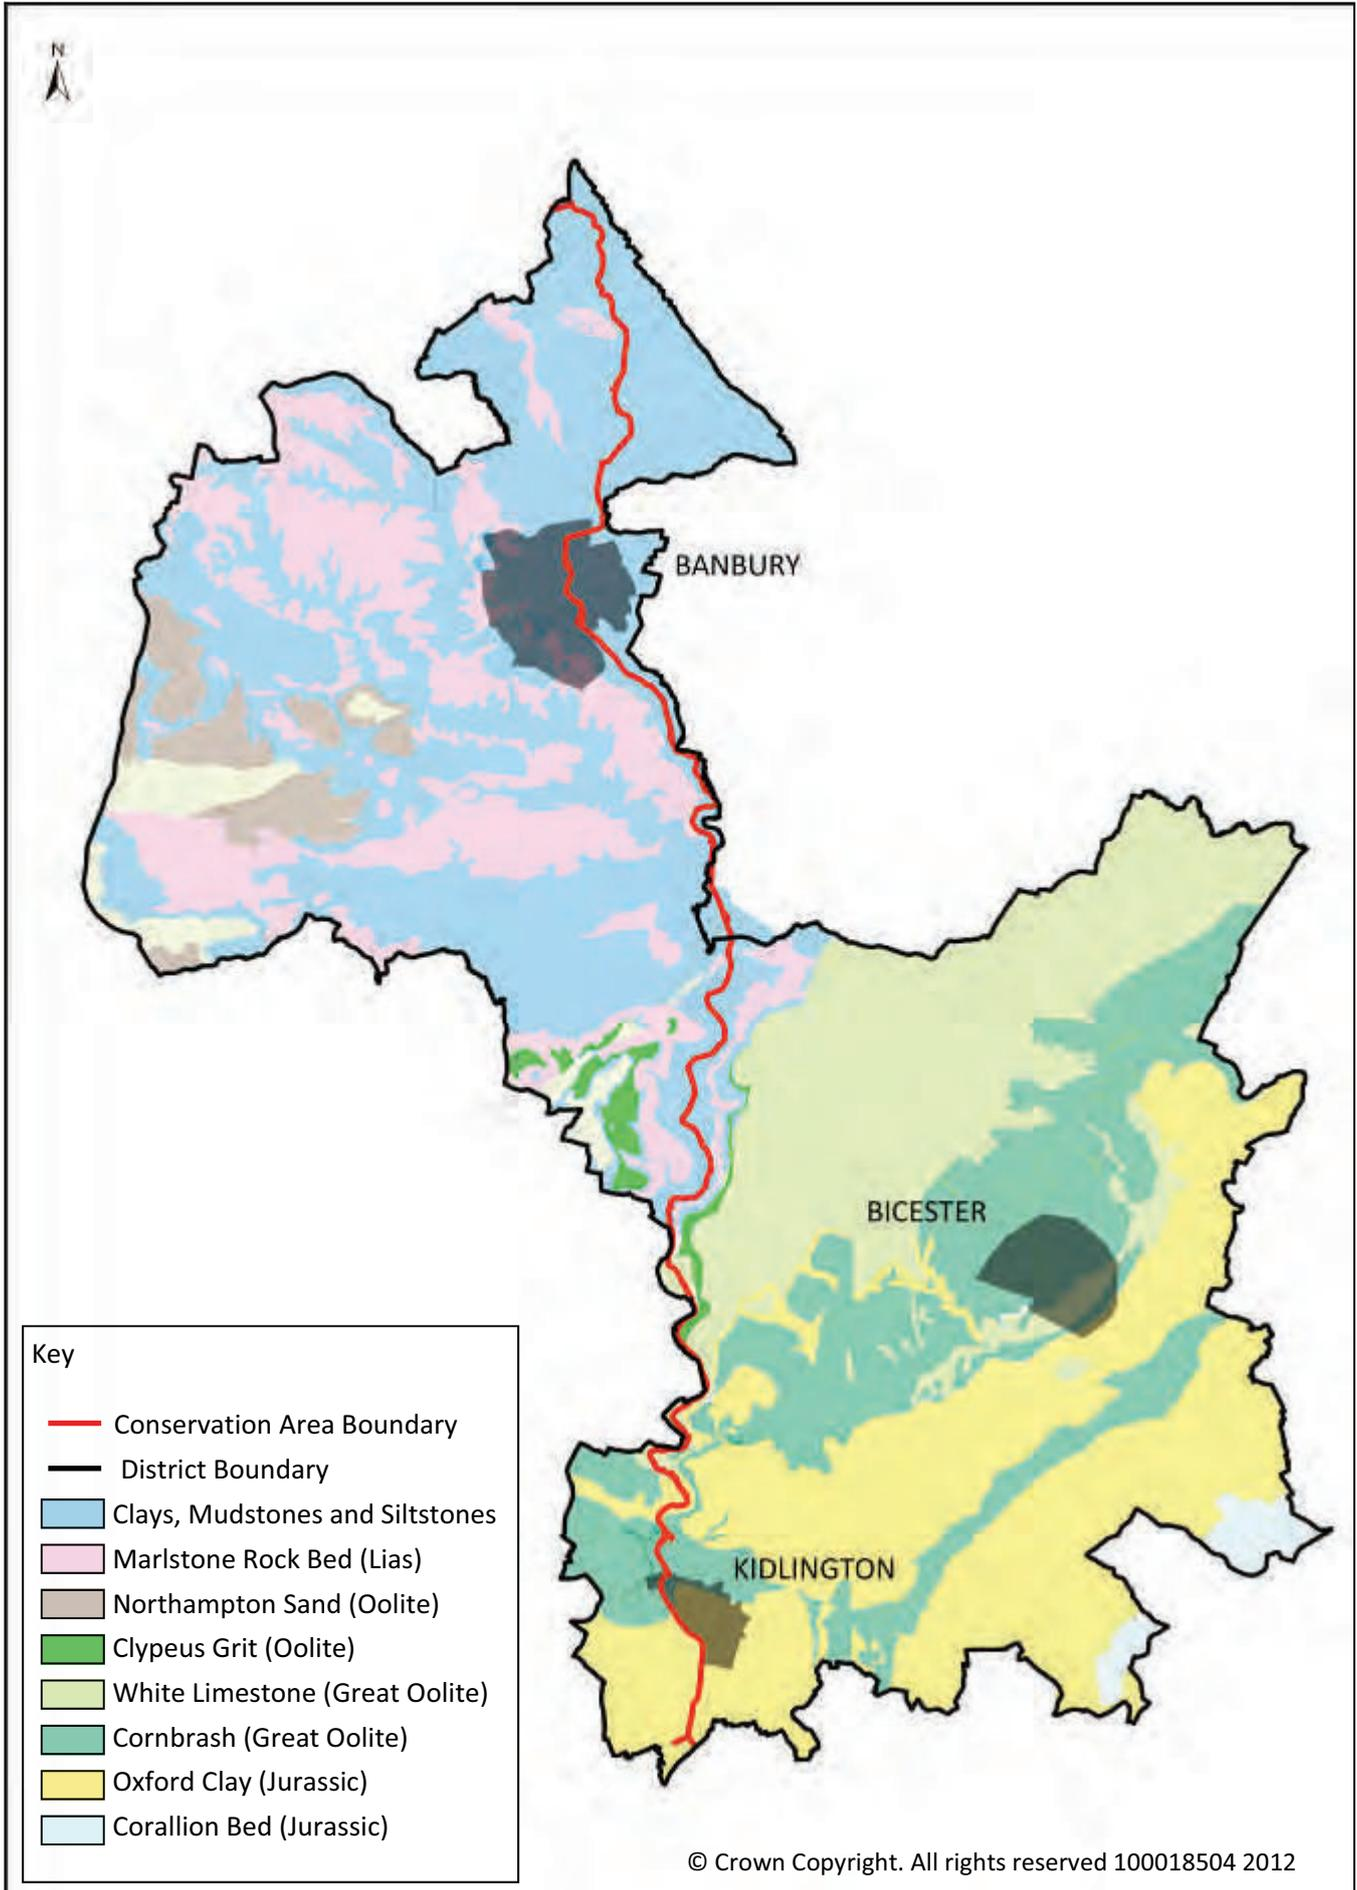 N
BANBURY
BICESTER
KIDLINGTON
Key
Conservation Area Boundary
District Boundary
Clays, Mudstones and Siltstones
Marlstone Rock Bed (Lias)
Northampton Sand (Oolite)
Clypeus Grit (Oolite)
White Limestone (Great Oolite)
Cornbrash (Great Oolite)
Oxford Clay (Jurassic)
Corallion Bed (Jurassic)
© Crown Copyright. All rights reserved 100018504 2012